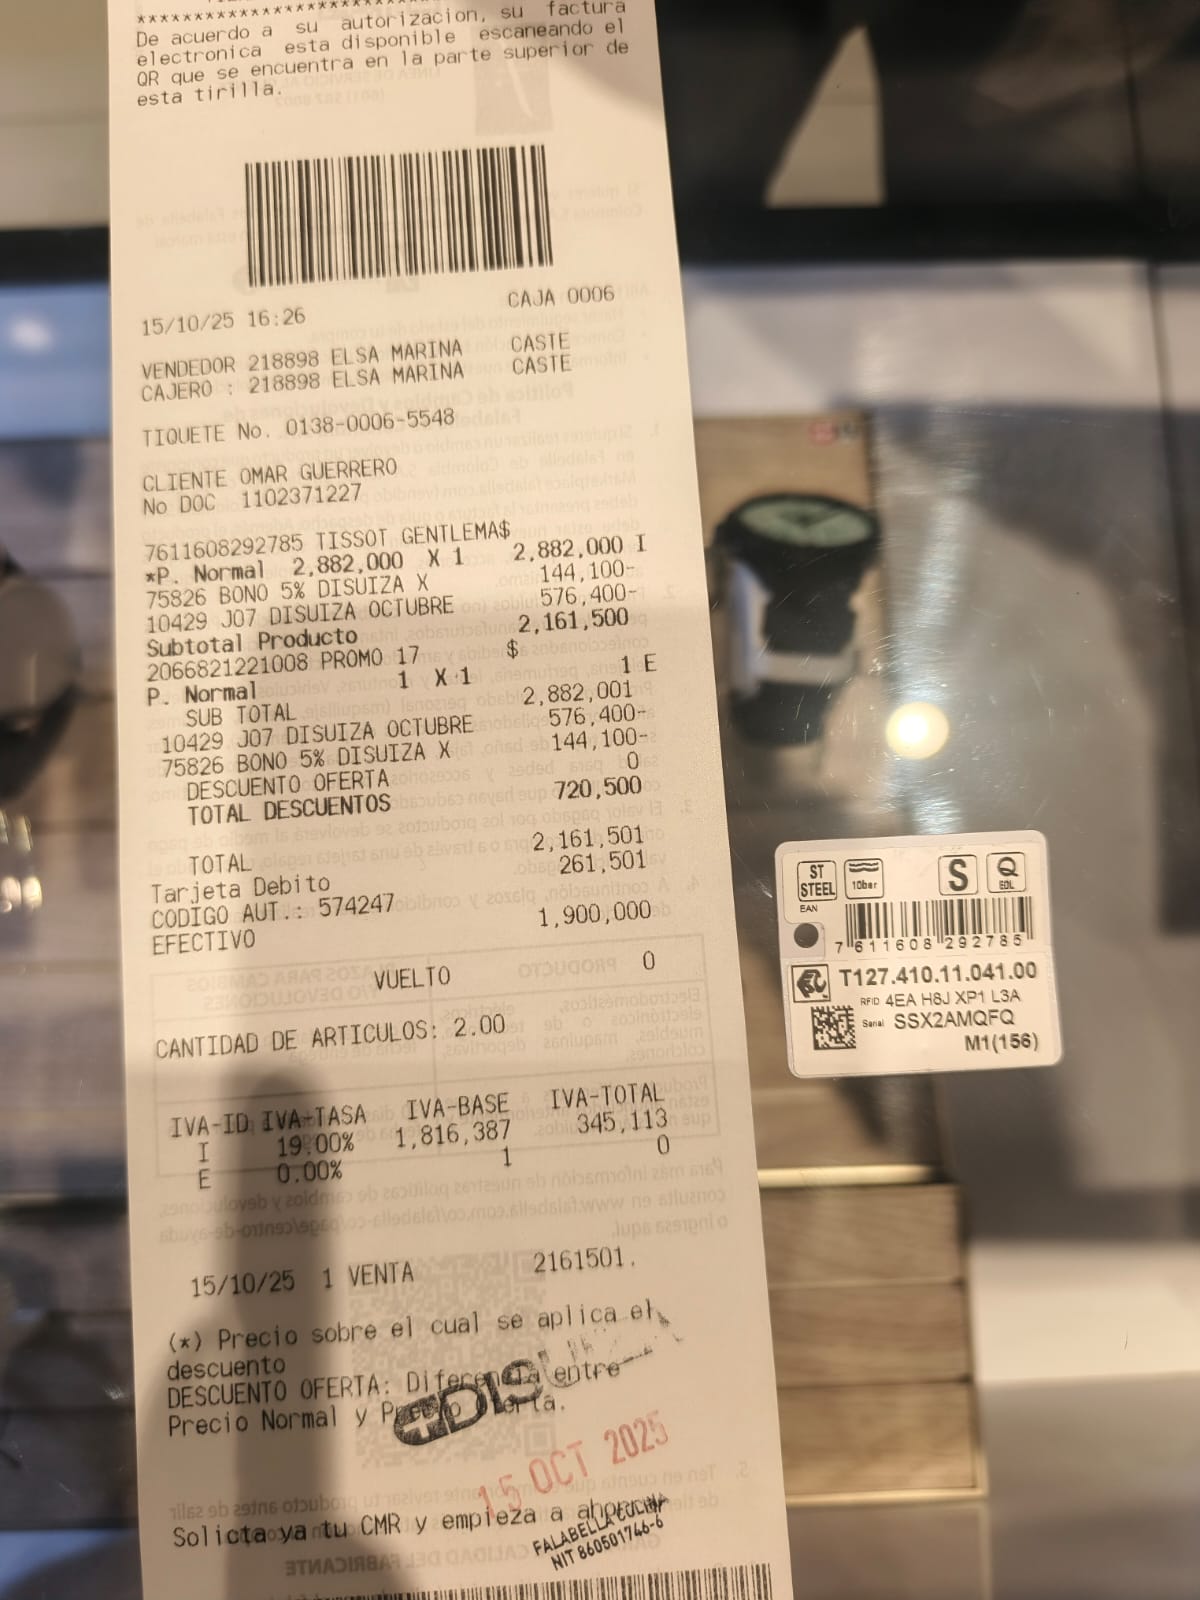 ****************************************
De acuerdo a su autorizacion, su factura
electronica esta disponible escaneando el
QR que se encuentra en la parte superior de
esta tirilla.
15/10/25 16:26 CAJA 0006
VENDEDOR 218898 ELSA MARINA CASTE
CAJERO : 218898 ELSA MARINA CASTE
TIQUETE No. 0138-0006-5548
CLIENTE OMAR GUERRERO
No DOC 1102371227
7611608292785 TISSOT GENTLEMA$
*P. Normal 2,882,000 X 1 2,882,000 I
75826 BONO 5% DISUIZA X 144,100-
10429 J07 DISUIZA OCTUBRE 576,400-
Subtotal Producto 2,161,500
2066821221008 PROMO 17 $
P. Normal 1 X 1 1 E
SUB TOTAL 2,882,001
10429 J07 DISUIZA OCTUBRE 576,400-
75826 BONO 5% DISUIZA X 144,100-
DESCUENTO OFERTA 0
TOTAL DESCUENTOS 720,500
TOTAL 2,161,501
Tarjeta Debito 261,501
CODIGO AUT.: 574247
EFECTIVO 1,900,000
VUELTO 0
CANTIDAD DE ARTICULOS: 2.00
IVA-ID IVA-TASA IVA-BASE IVA-TOTAL
I 19.00% 1,816,387 345,113
E 0.00% 1 0
15/10/25 1 VENTA 2161501.
(*) Precio sobre el cual se aplica el
descuento
DESCUENTO OFERTA: Diferencia entre
Precio Normal y Precio Oferta.
15 OCT 2025
Solicta ya tu CMR y empieza a ahorrar
FALABELLA
NIT 860501746-6
ST STEEL
10bar
S
Q
EOL
EAN
7 611608 292785
T127.410.11.041.00
RFID 4EA H8J XP1 L3A
Serial SSX2AMQFQ
M1(156)